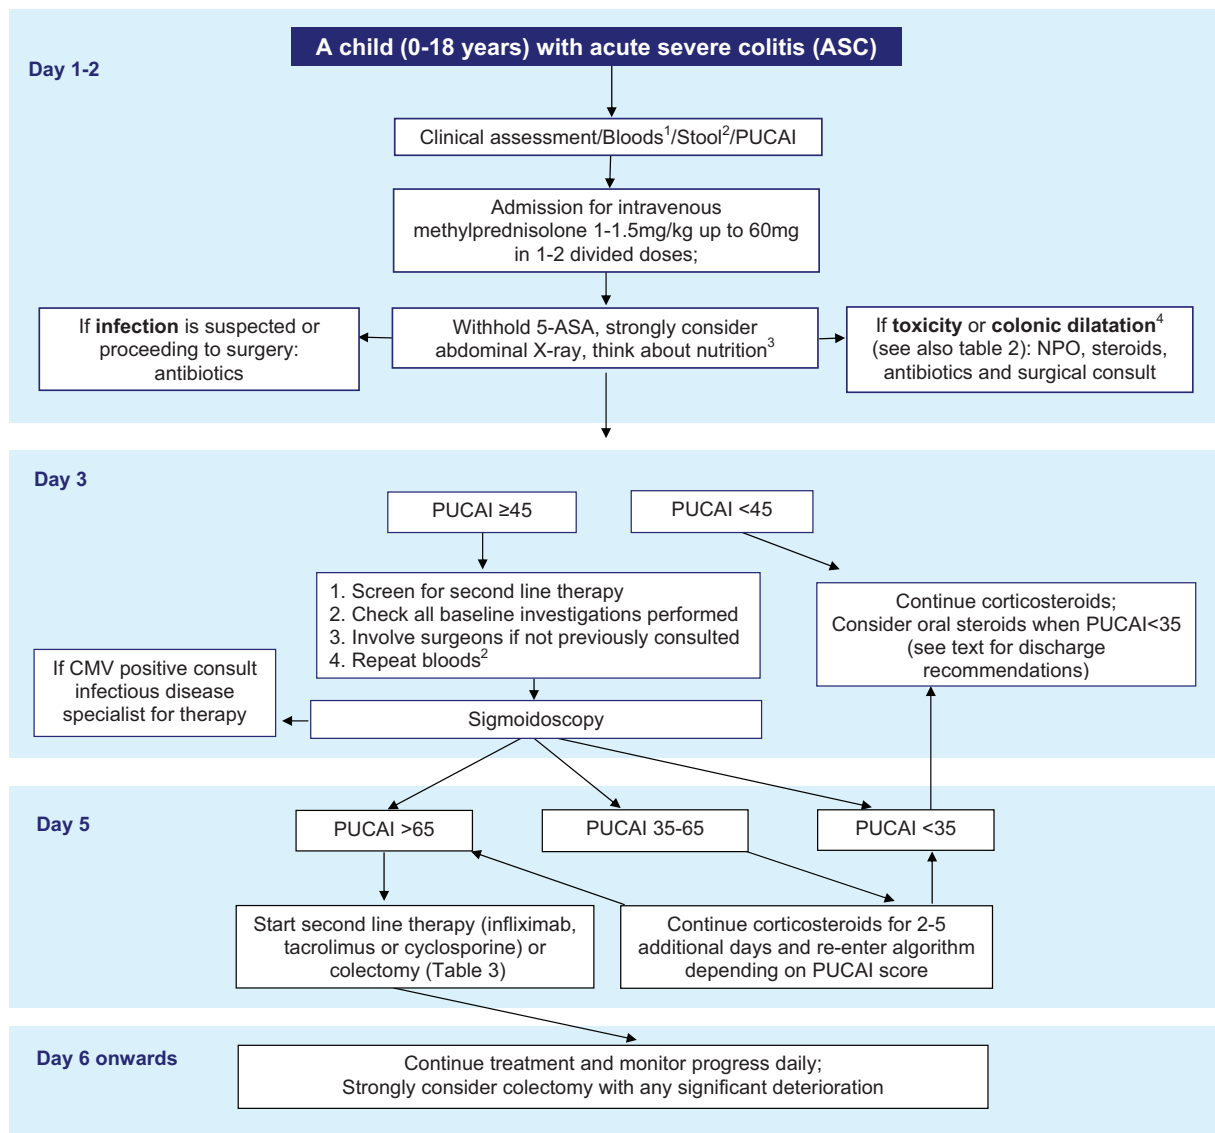 A child (0-18 years) with acute severe colitis (ASC)
Day 1-2
Clinical assessment/Bloods¹/Stool²/PUCAI
Admission for intravenous
methylprednisolone 1-1.5mg/kg up to 60mg
in 1-2 divided doses;
If infection is suspected or
proceeding to surgery:
antibiotics
Withhold 5-ASA, strongly consider
abdominal X-ray, think about nutrition³
If toxicity or colonic dilatation⁴
(see also table 2): NPO, steroids,
antibiotics and surgical consult
Day 3
PUCAI ≥45
PUCAI <45
1. Screen for second line therapy
2. Check all baseline investigations performed
3. Involve surgeons if not previously consulted
4. Repeat bloods²
Continue corticosteroids;
Consider oral steroids when PUCAI<35
(see text for discharge
recommendations)
If CMV positive consult
infectious disease
specialist for therapy
Sigmoidoscopy
Day 5
PUCAI >65
PUCAI 35-65
PUCAI <35
Start second line therapy (infliximab,
tacrolimus or cyclosporine) or
colectomy (Table 3)
Continue corticosteroids for 2-5
additional days and re-enter algorithm
depending on PUCAI score
Day 6 onwards
Continue treatment and monitor progress daily;
Strongly consider colectomy with any significant deterioration